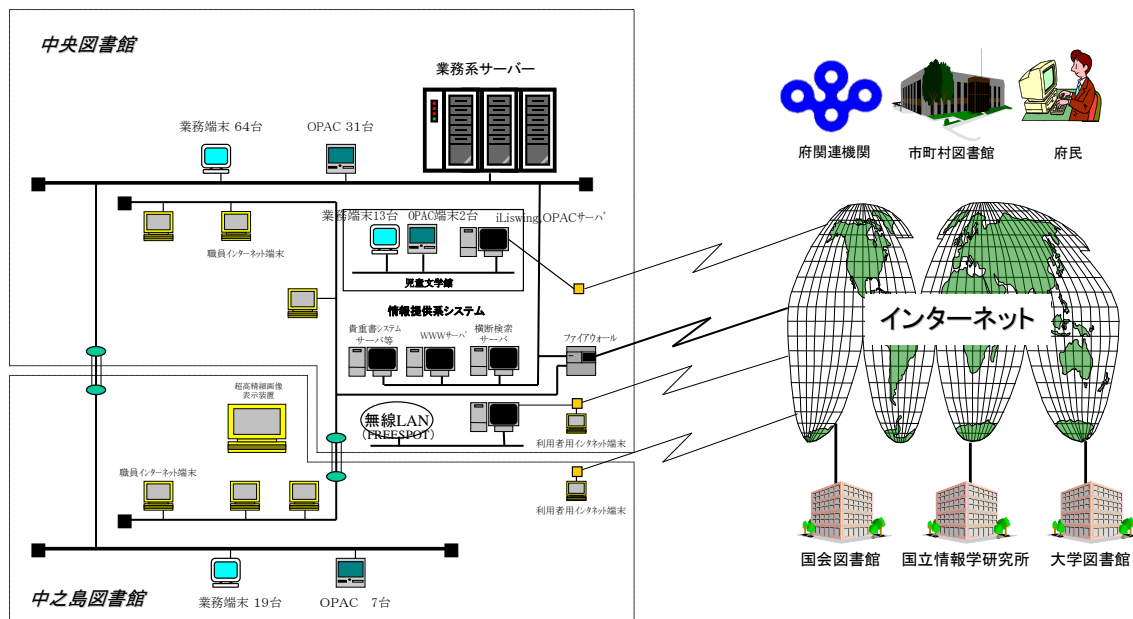 中央図書館
業務系サーバー
業務端末 64台
OPAC 31台
府関連機関
市町村図書館
府民
業務端末13台
OPAC端末2台
iLiswing,OPACサーバ
職員インターネット端末
児童文学館
情報提供系システム
貴重書システム
サーバ等
WWWサーバ
横断検索
サーバ
ファイアウォール
インターネット
超高精細画像
表示装置
無線LAN
(FREESPOT)
利用者用インターネット端末
職員インターネット端末
利用者用インターネット端末
国会図書館
国立情報学研究所
大学図書館
中之島図書館
業務端末 19台
OPAC 7台